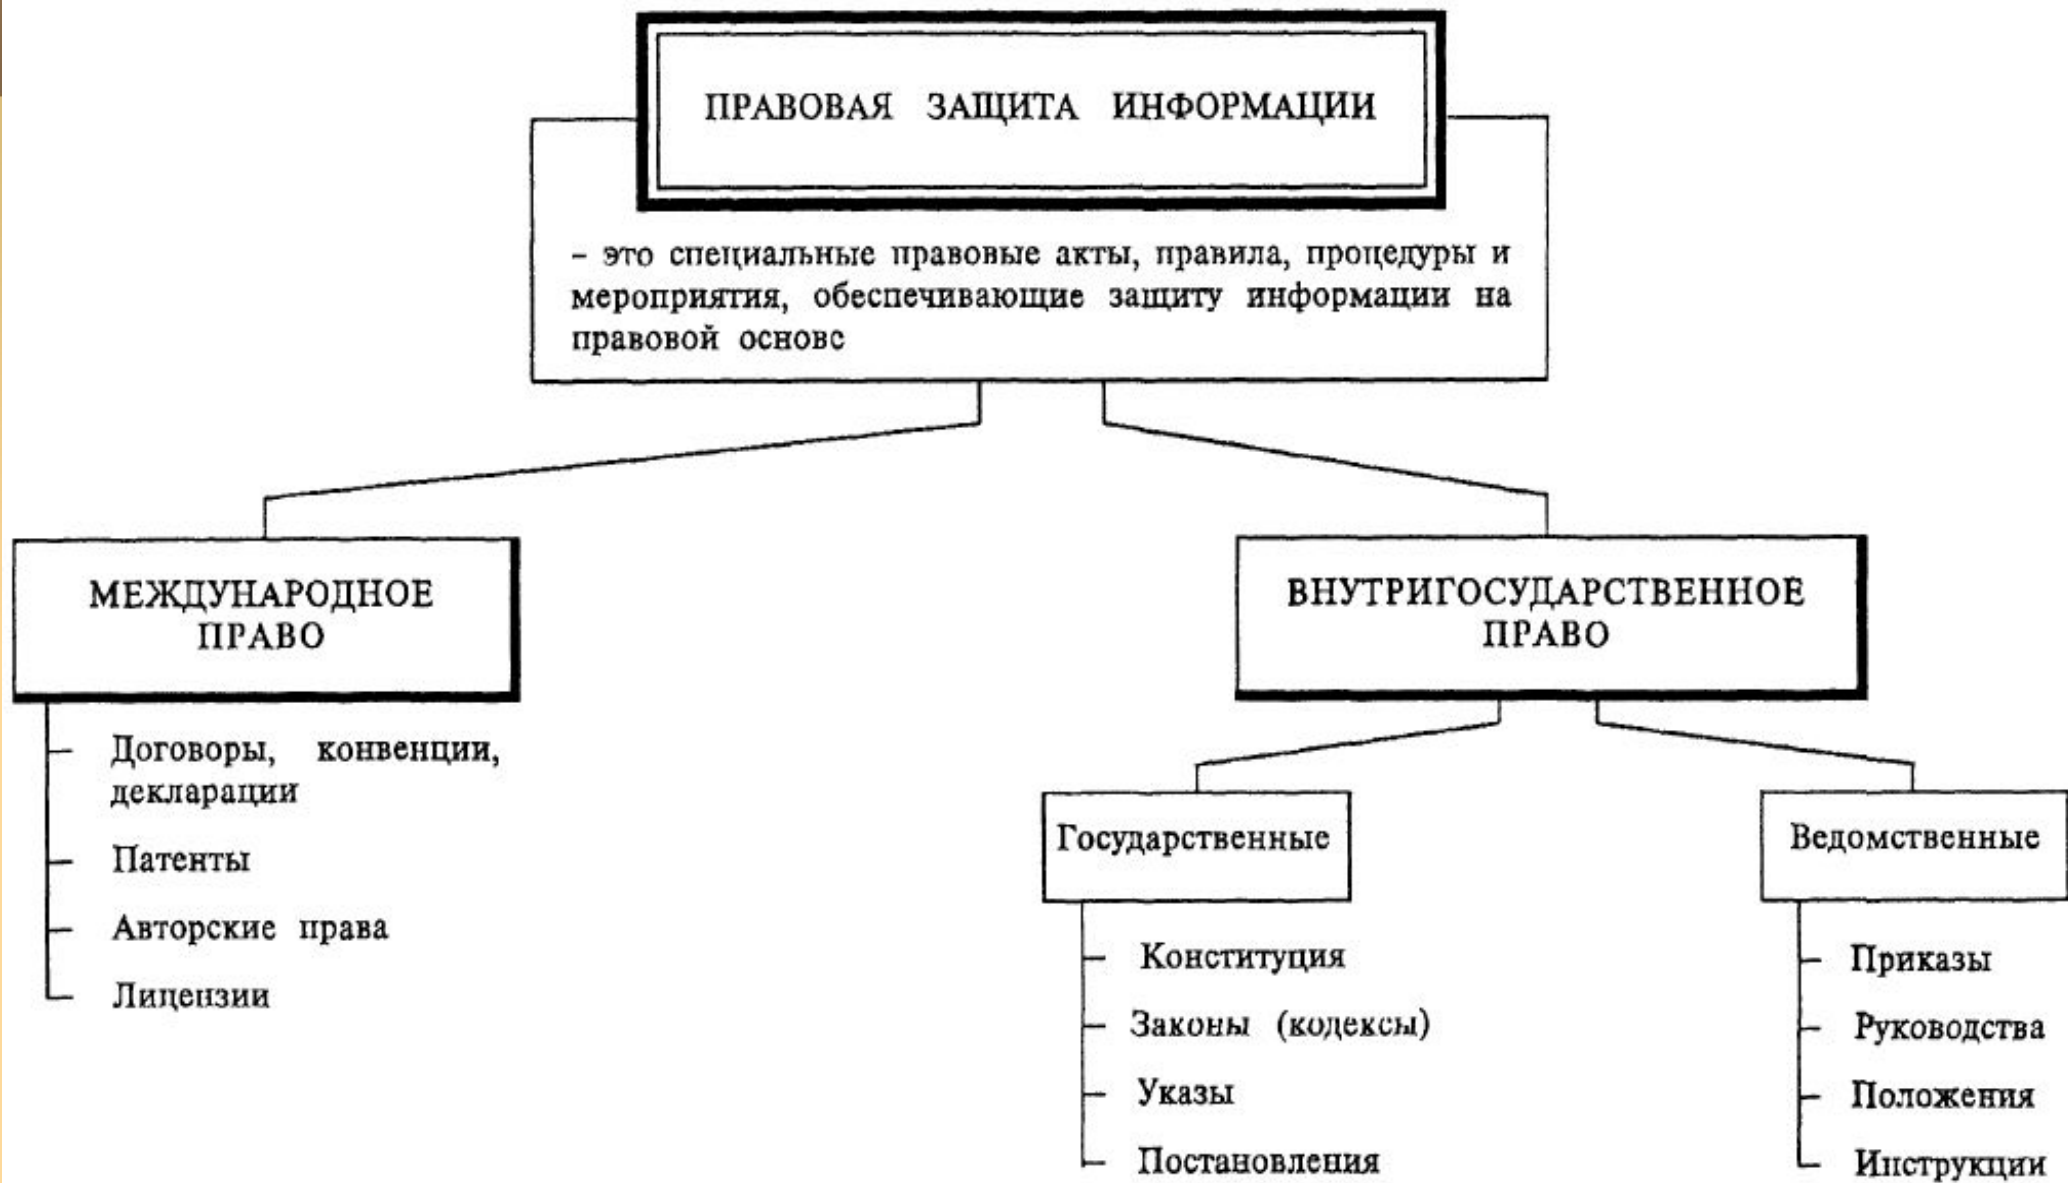 ПРАВОВАЯ ЗАЩИТА ИНФОРМАЦИИ
– это специальные правовые акты, правила, процедуры и
мероприятия, обеспечивающие защиту информации на
правовой основе
МЕЖДУНАРОДНОЕ
ПРАВО
Договоры, конвенции,
декларации
Патенты
Авторские права
Лицензии
ВНУТРИГОСУДАРСТВЕННОЕ
ПРАВО
Государственные
Конституция
Законы (кодексы)
Указы
Постановления
Ведомственные
Приказы
Руководства
Положения
Инструкции